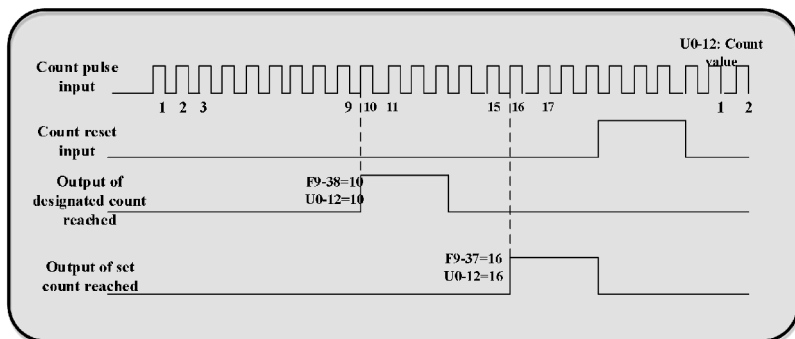 U0-12: Count
value
Count pulse
input
1 2 3 9 10 11 15 16 17 1 2
Count reset
input
Output of
designated count
reached
F9-38=10
U0-12=10
Output of set
count reached
F9-37=16
U0-12=16